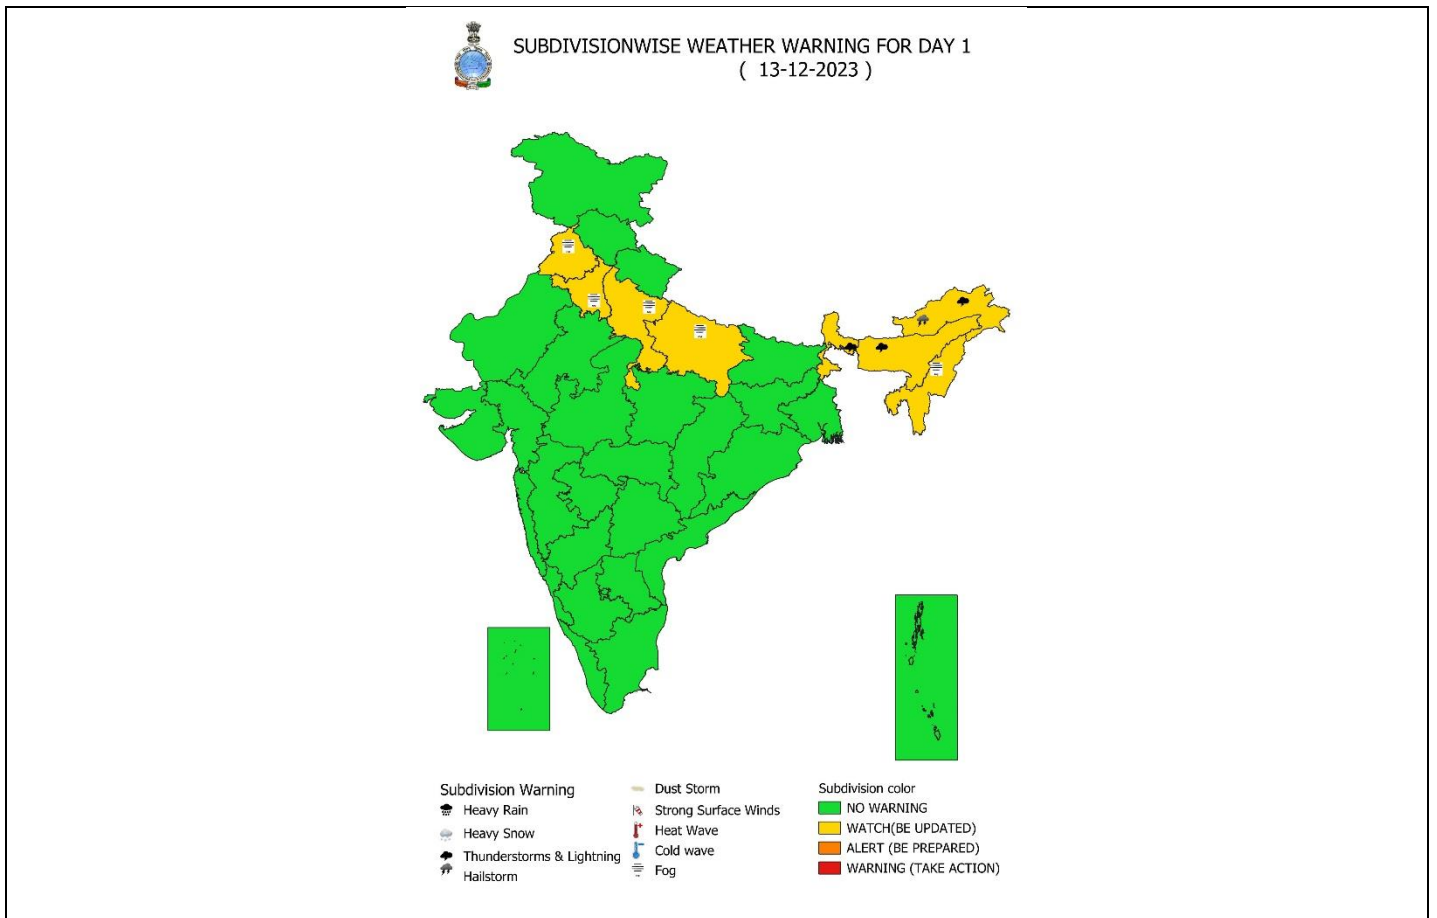 SUBDIVISIONWISE WEATHER WARNING FOR DAY 1
( 13-12-2023 )
Subdivision Warning
Heavy Rain
Heavy Snow
Thunderstorms & Lightning
Hailstorm
Dust Storm
Strong Surface Winds
Heat Wave
Cold wave
Fog
Subdivision color
NO WARNING
WATCH(BE UPDATED)
ALERT (BE PREPARED)
WARNING (TAKE ACTION)